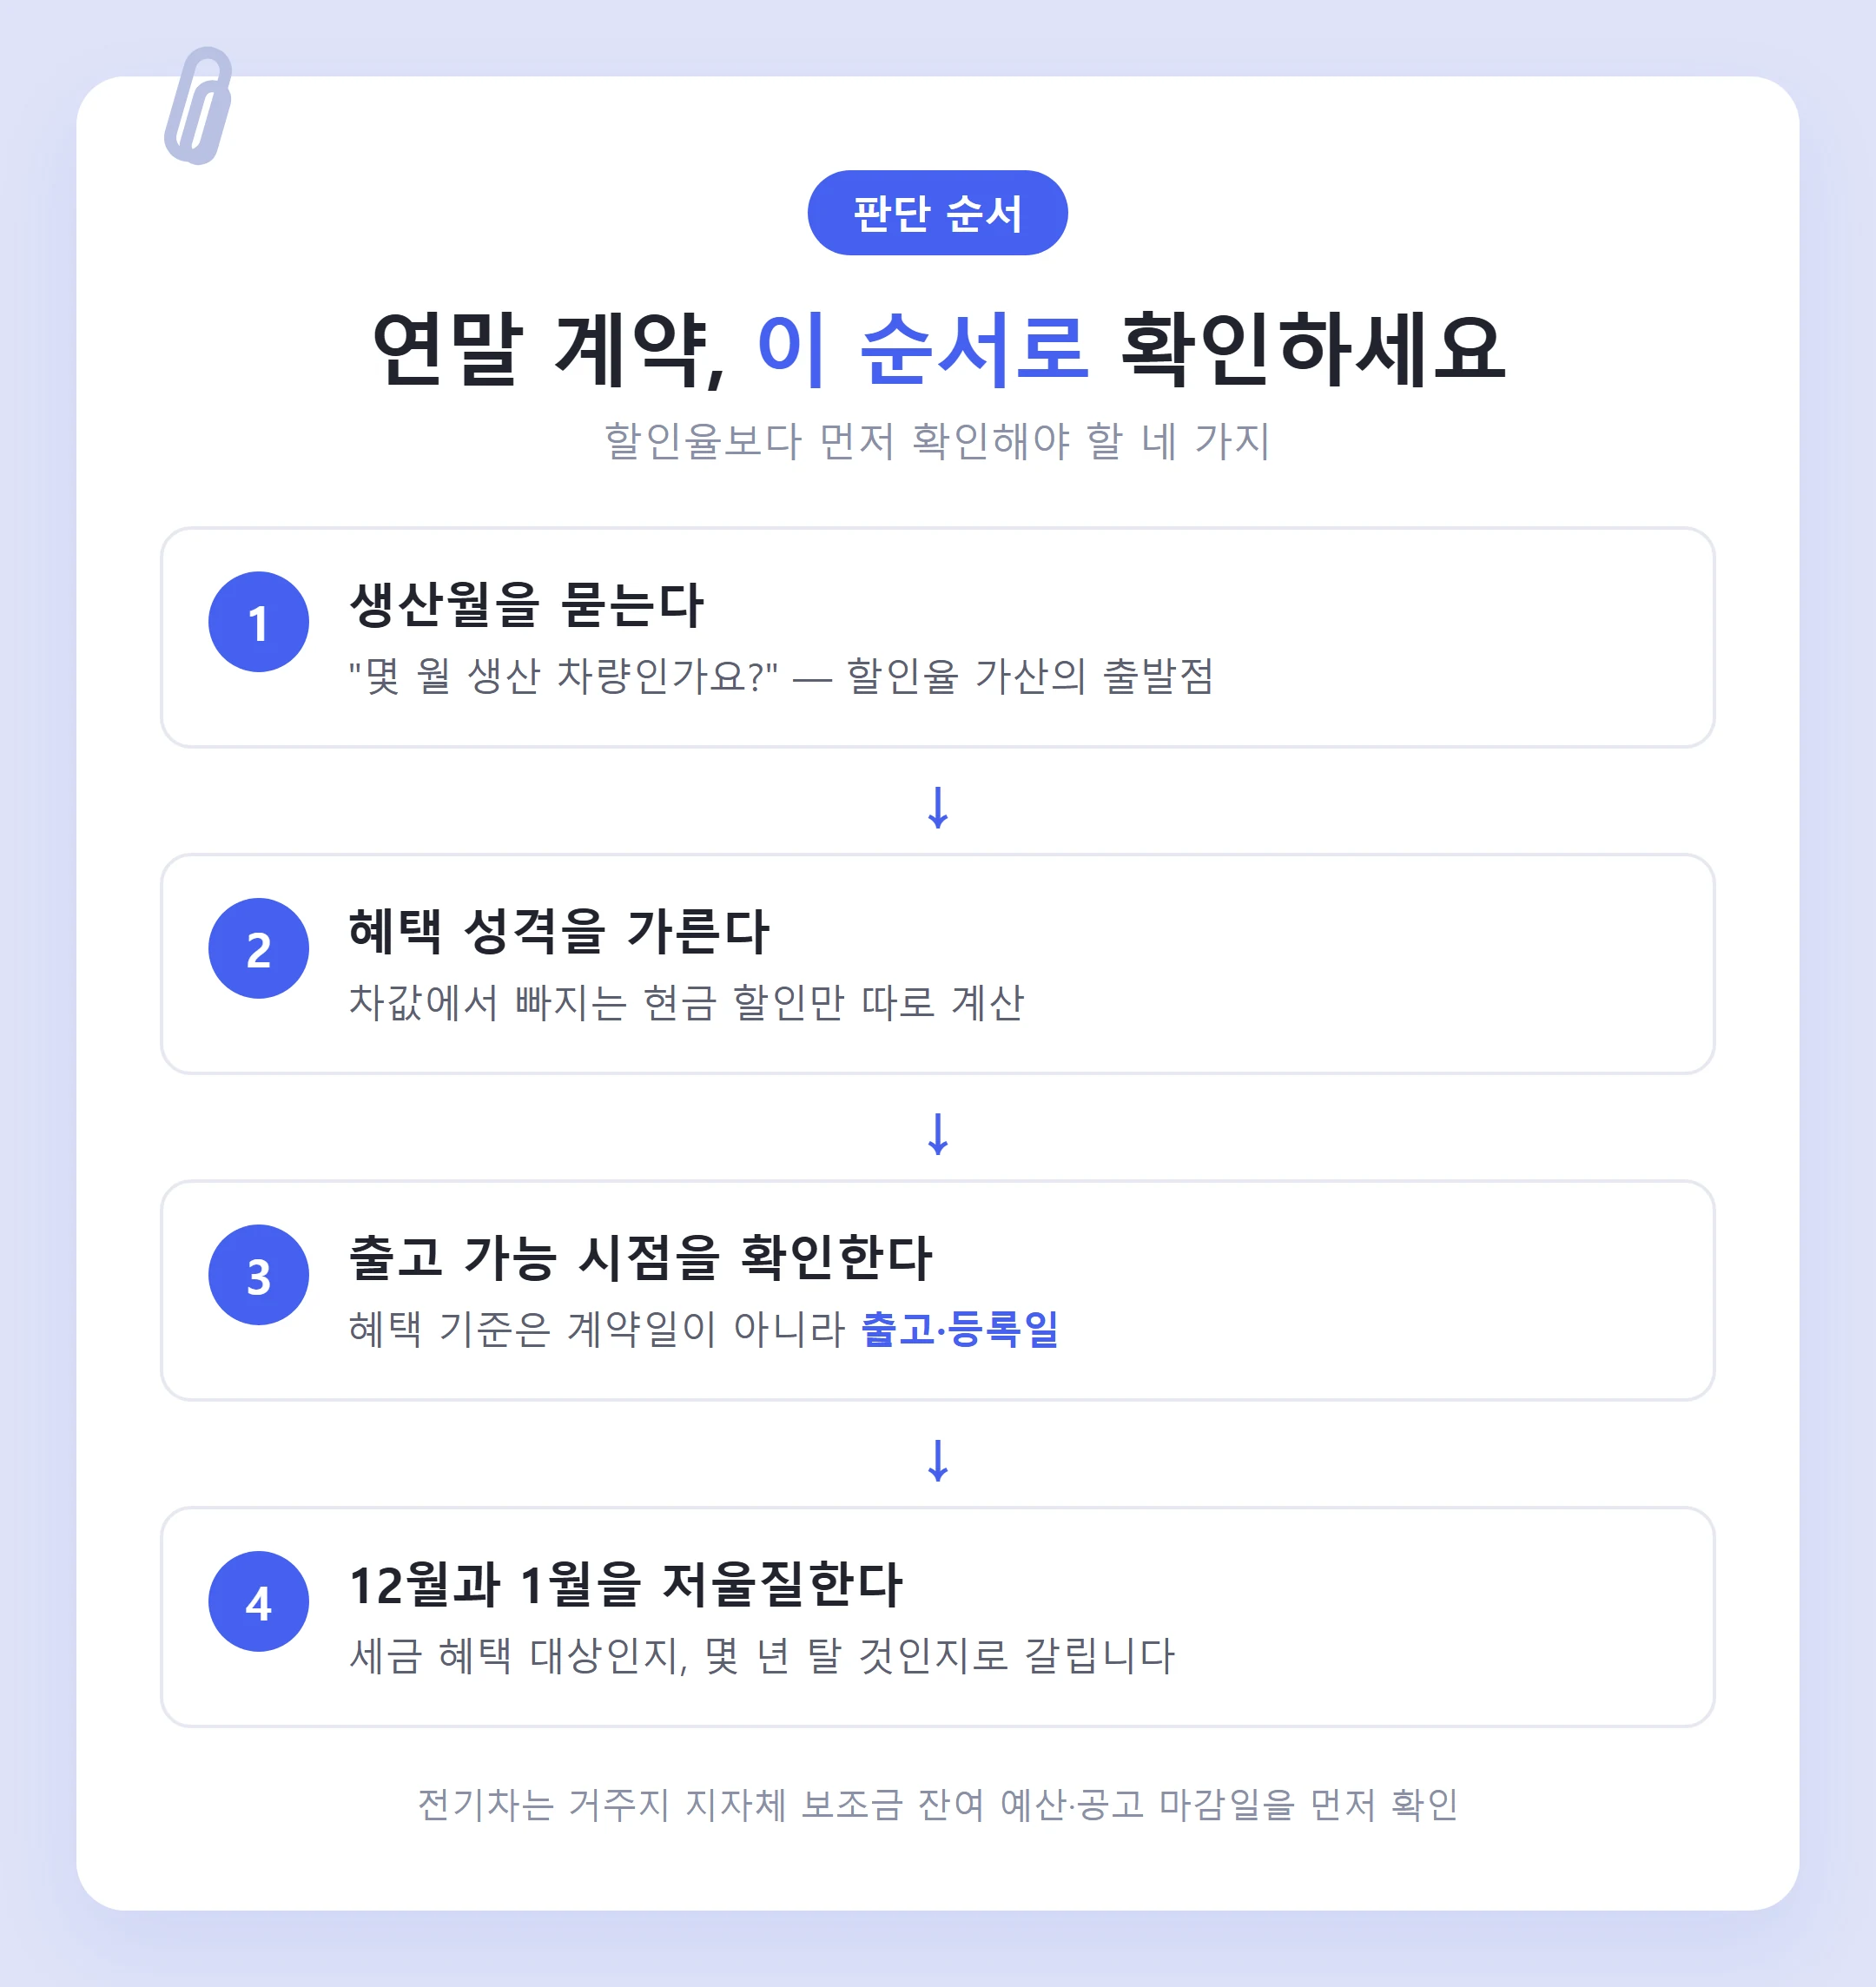 판단 순서
연말 계약, 이 순서로 확인하세요
할인율보다 먼저 확인해야 할 네 가지
1
생산월을 묻는다
"몇 월 생산 차량인가요?" — 할인율 가산의 출발점
↓
2
혜택 성격을 가른다
차값에서 빠지는 현금 할인만 따로 계산
↓
3
출고 가능 시점을 확인한다
혜택 기준은 계약일이 아니라 출고·등록일
↓
4
12월과 1월을 저울질한다
세금 혜택 대상인지, 몇 년 탈 것인지로 갈립니다
전기차는 거주지 지자체 보조금 잔여 예산·공고 마감일을 먼저 확인